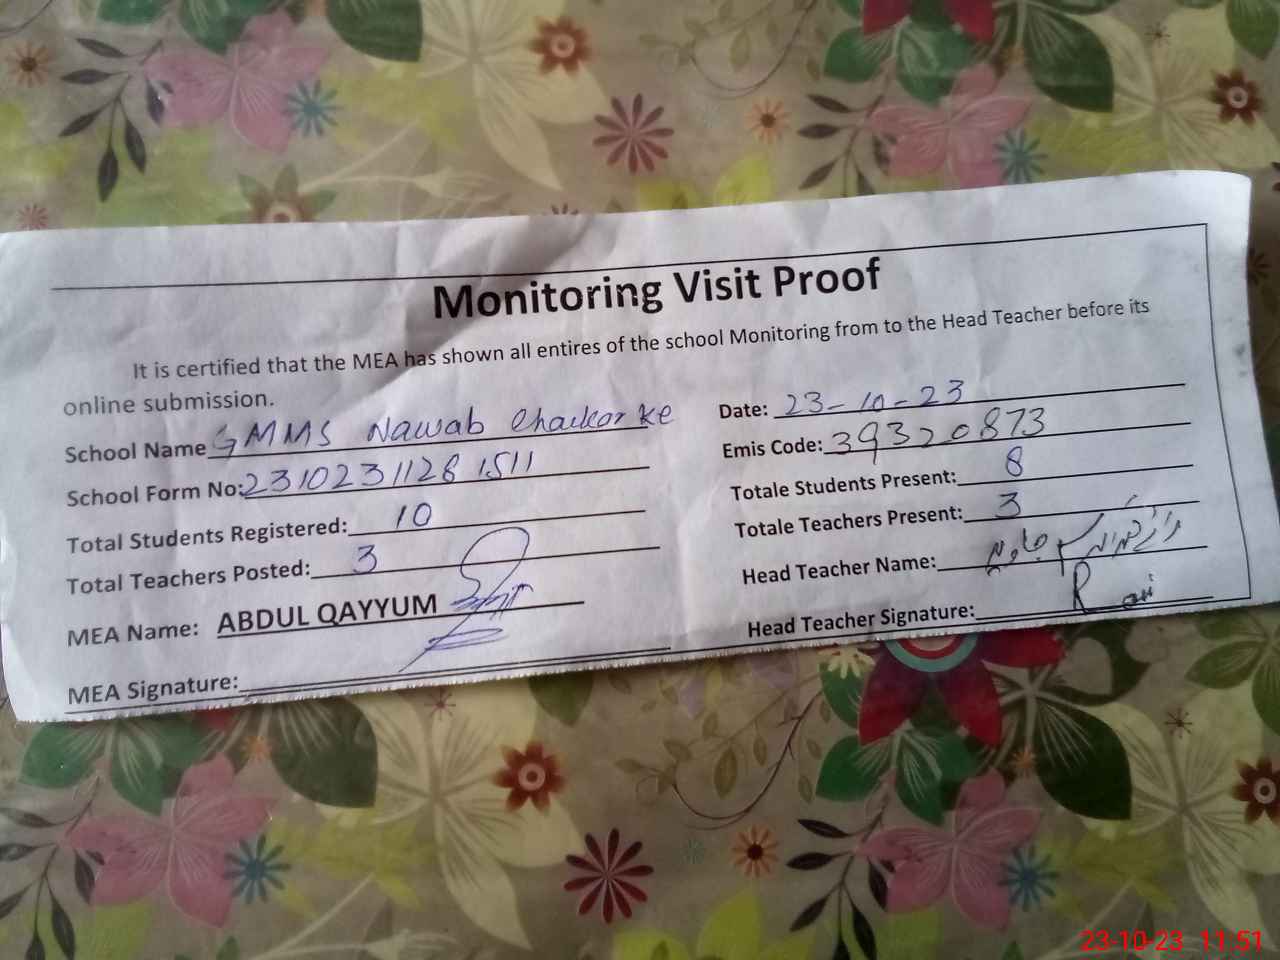 Monitoring Visit Proof
It is certified that the MEA has shown all entires of the school Monitoring from to the Head Teacher before its
online submission.
School Name GMMS Nawab Chackar Ke
Date: 23-10-23
School Form No: 23102311281511
Emis Code: 39320873
Total Students Registered: 10
Totale Students Present: 8
Total Teachers Posted: 3
Totale Teachers Present: 3
MEA Name: ABDUL QAYYUM
Head Teacher Name:
MEA Signature:
Head Teacher Signature:
23-10-23 11:51